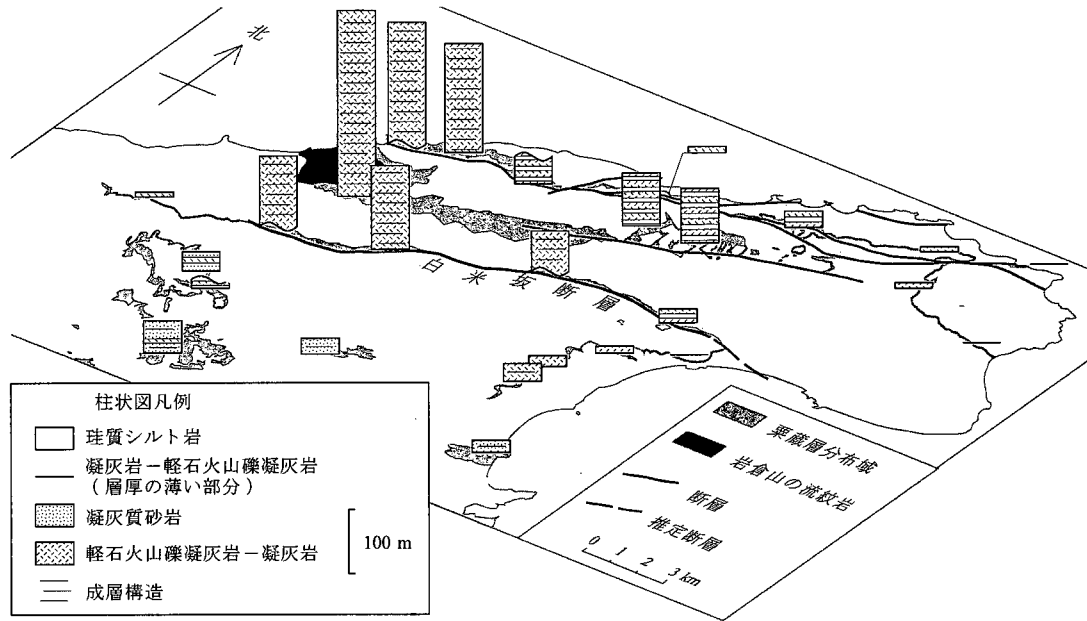 北
白米坂断層
柱状図凡例
珪質シルト岩
凝灰岩－軽石火山礫凝灰岩
（層厚の薄い部分）
凝灰質砂岩
軽石火山礫凝灰岩－凝灰岩
成層構造
100 m
粟蔵層分布域
岩倉山の流紋岩
断層
推定断層
0 1 2 3 km